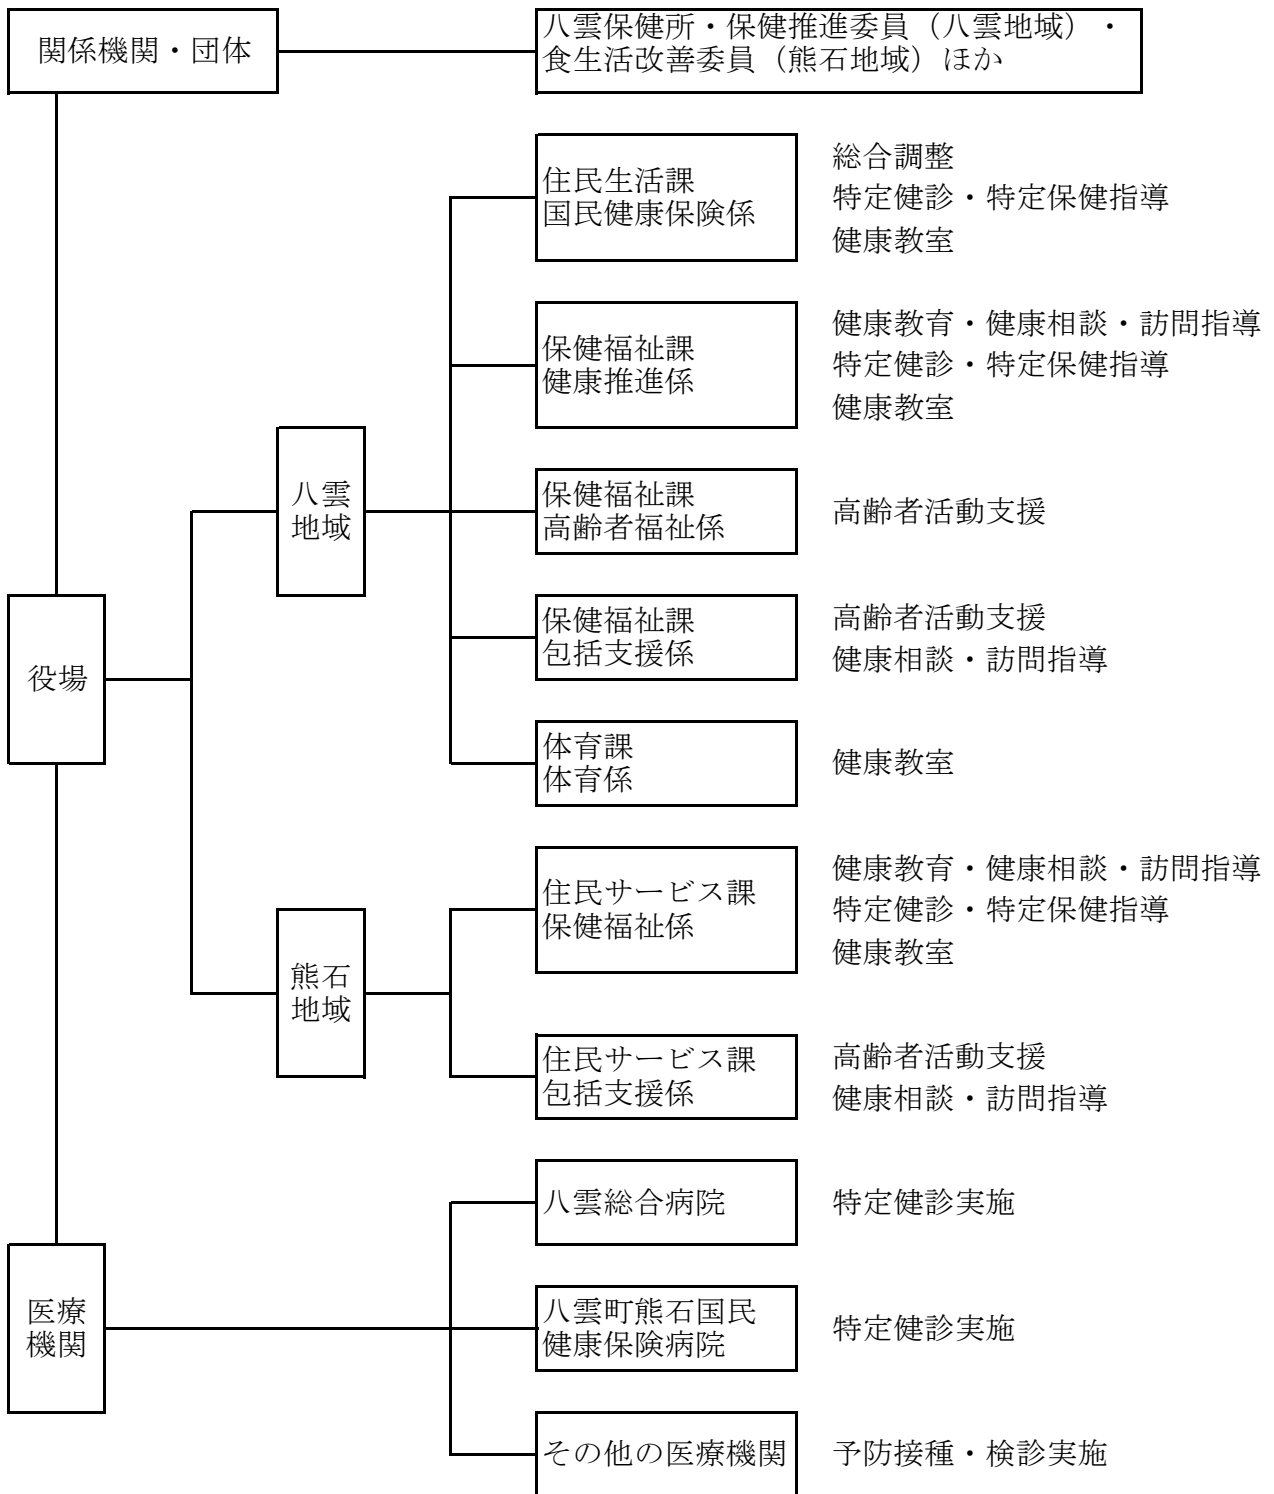 関係機関・団体
八雲保健所・保健推進委員（八雲地域）・
食生活改善委員（熊石地域）ほか
住民生活課
国民健康保険係
総合調整
特定健診・特定保健指導
健康教室
保健福祉課
健康推進係
健康教育・健康相談・訪問指導
特定健診・特定保健指導
健康教室
八雲
地域
保健福祉課
高齢者福祉係
高齢者活動支援
役場
保健福祉課
包括支援係
高齢者活動支援
健康相談・訪問指導
体育課
体育係
健康教室
熊石
地域
住民サービス課
保健福祉係
健康教育・健康相談・訪問指導
特定健診・特定保健指導
健康教室
住民サービス課
包括支援係
高齢者活動支援
健康相談・訪問指導
医療
機関
八雲総合病院
特定健診実施
八雲町熊石国民
健康保険病院
特定健診実施
その他の医療機関
予防接種・検診実施